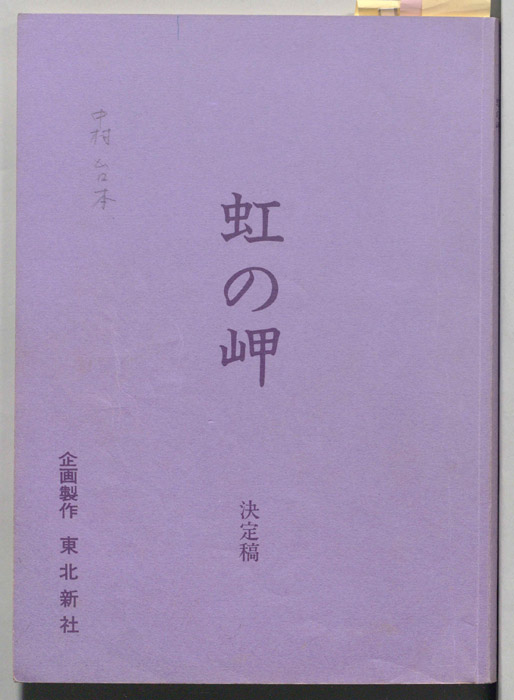 虹の岬
決定稿
中村台本
企画製作 東北新社